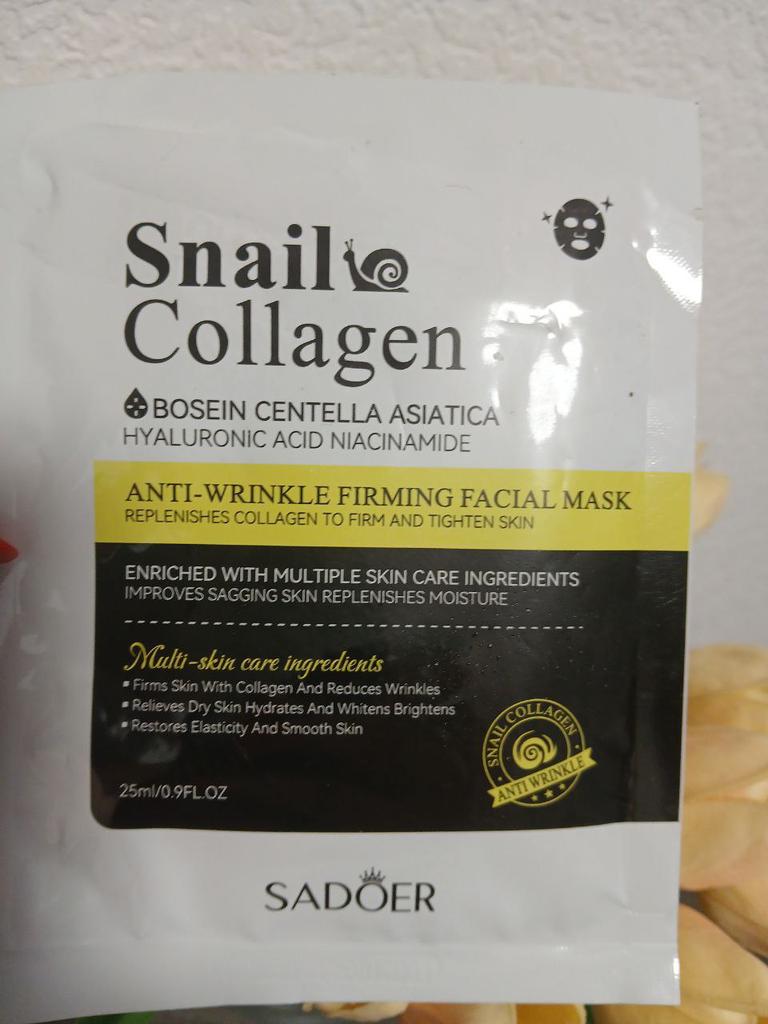 Snail
Collagen
BOSEIN CENTELLA ASIATICA
HYALURONIC ACID NIACINAMIDE
ANTI-WRINKLE FIRMING FACIAL MASK
REPLENISHES COLLAGEN TO FIRM AND TIGHTEN SKIN
ENRICHED WITH MULTIPLE SKIN CARE INGREDIENTS
IMPROVES SAGGING SKIN REPLENISHES MOISTURE
Multi-skin care ingredients
▪ Firms Skin With Collagen And Reduces Wrinkles
▪ Relieves Dry Skin Hydrates And Whitens Brightens
▪ Restores Elasticity And Smooth Skin
SNAIL COLLAGEN
ANTI WRINKLE
25ml/0.9FL.OZ
SADOER